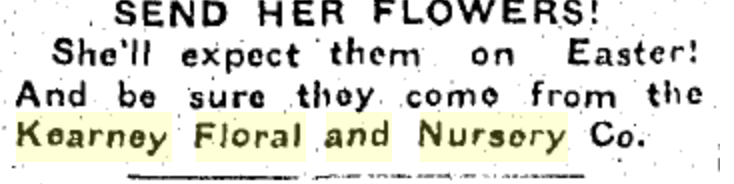 SEND HER FLOWERS!
She'll expect them on Easter!
And be sure they come from the
Kearney Floral and Nursery Co.